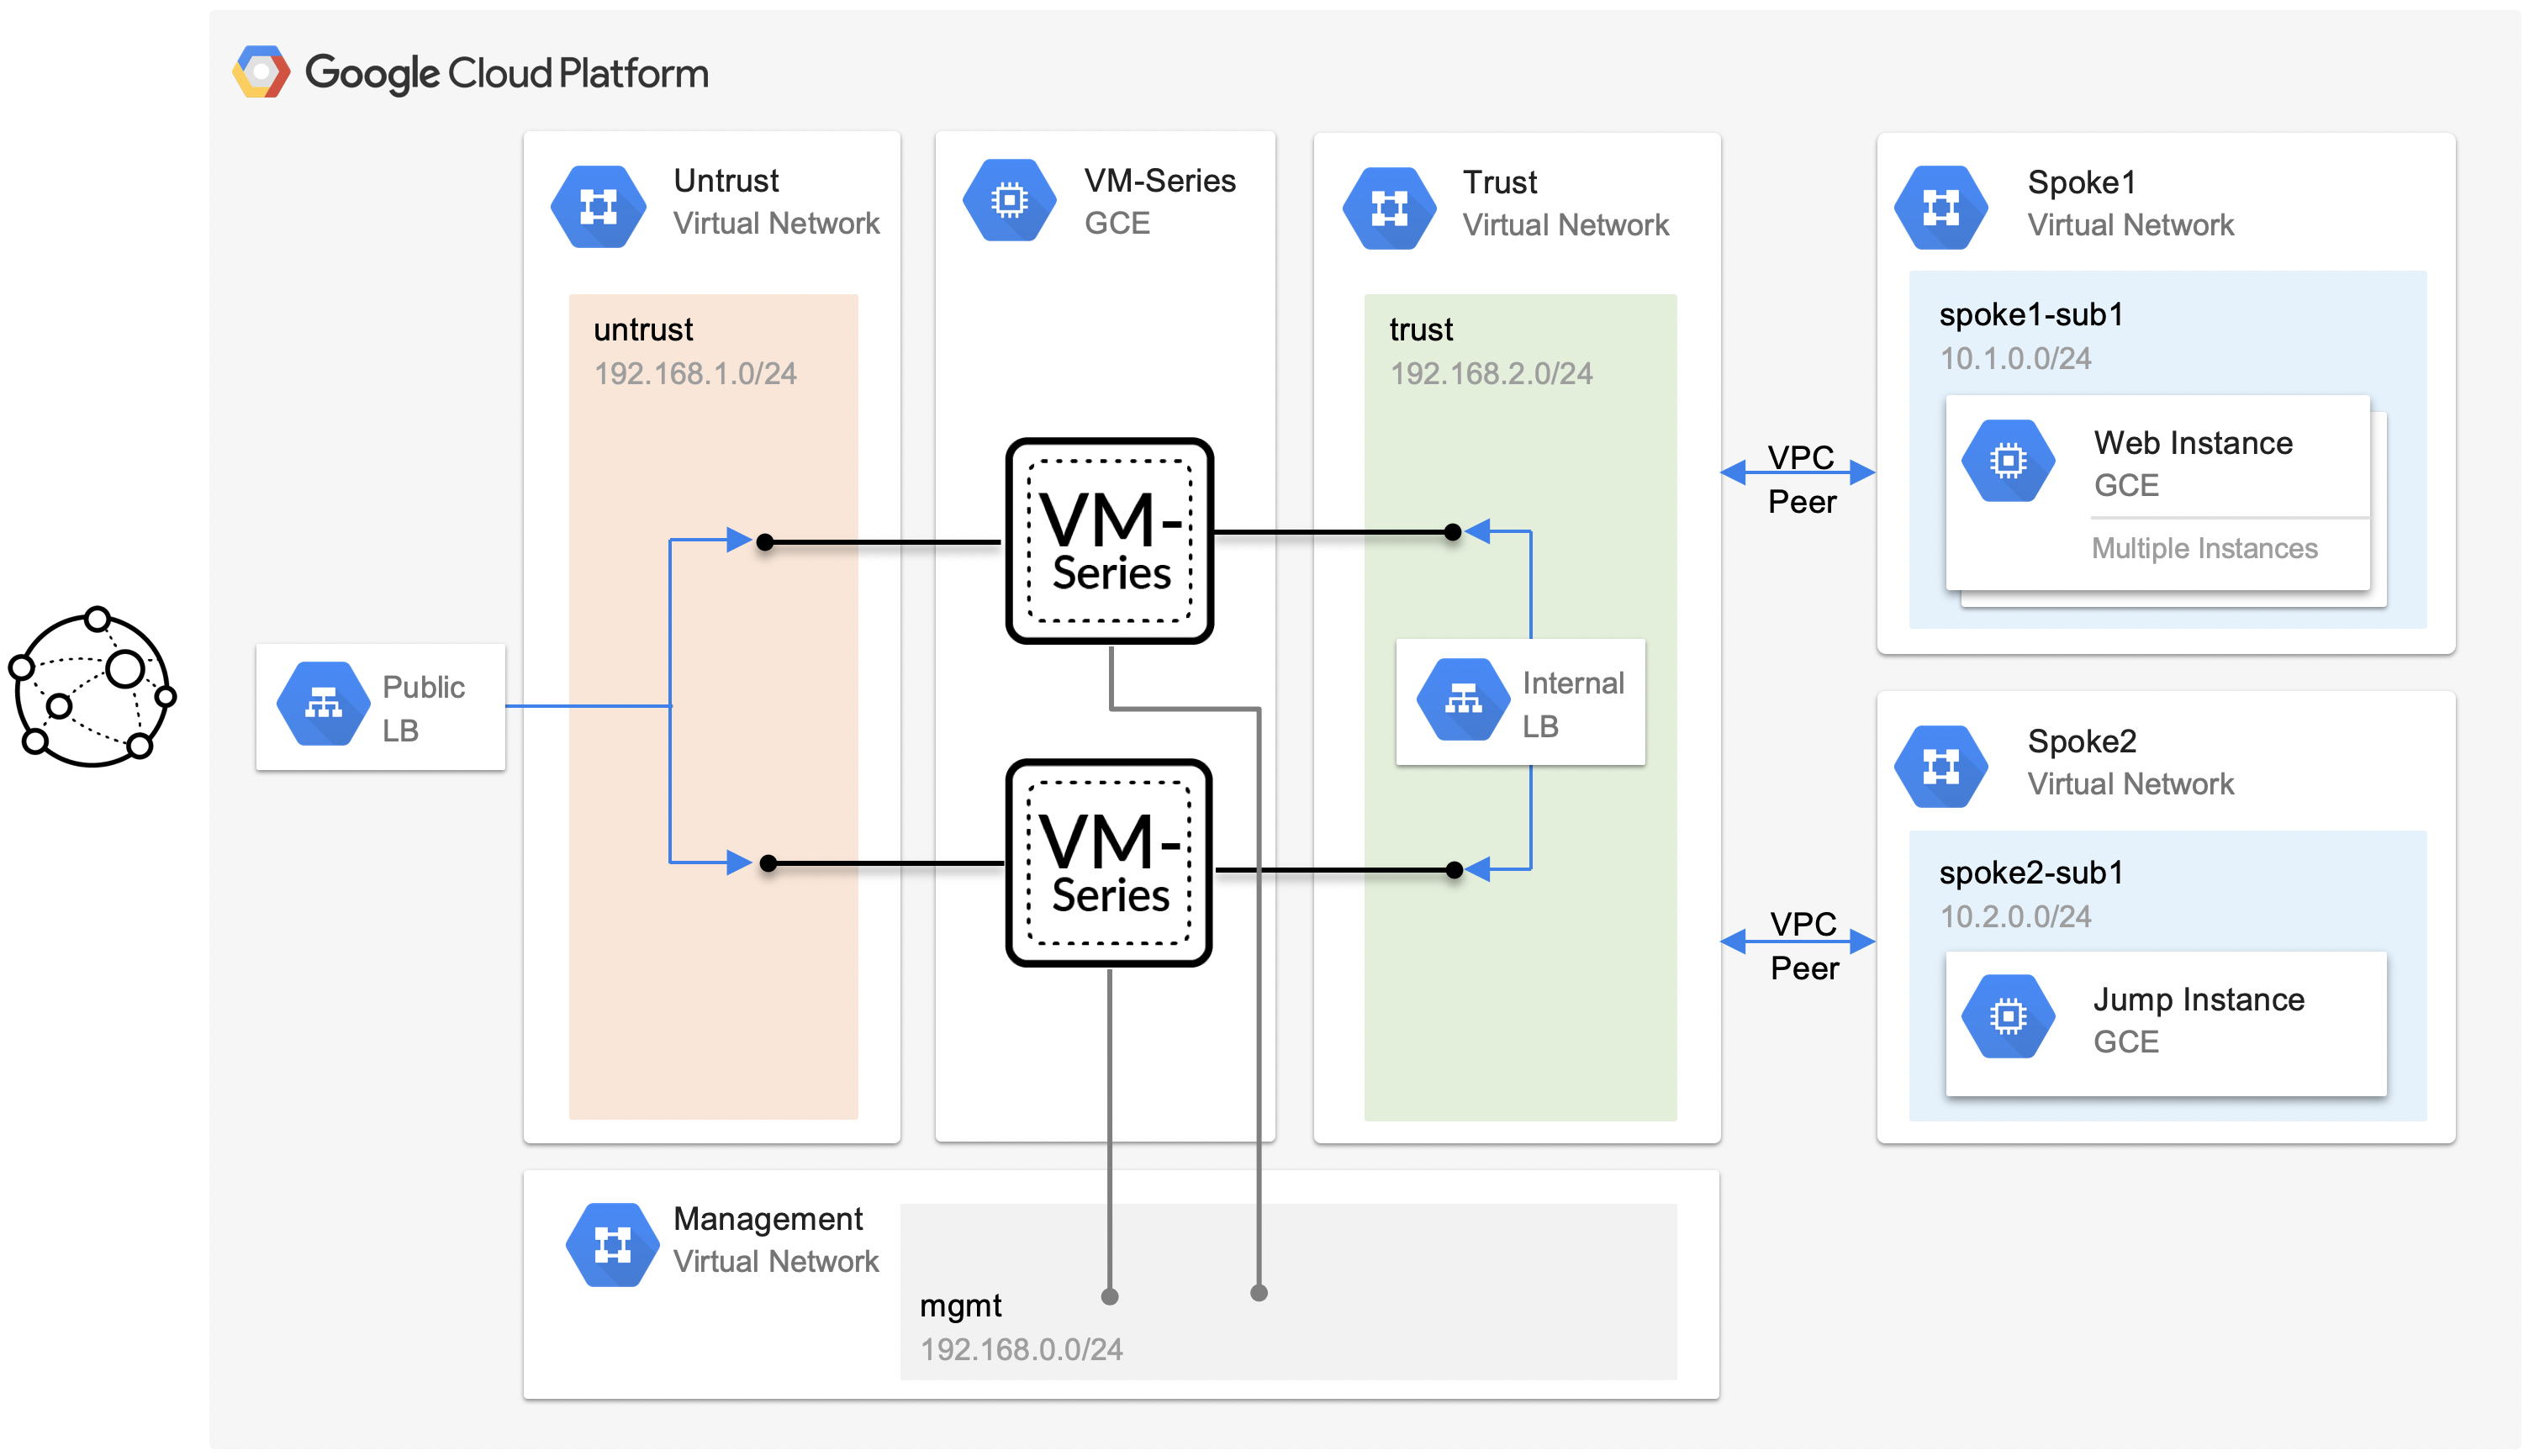 Google Cloud Platform
Untrust
Virtual Network
untrust
192.168.1.0/24
VM-Series
GCE
VM-
Series
VM-
Series
Trust
Virtual Network
trust
192.168.2.0/24
Public
LB
Internal
LB
VPC
Peer
VPC
Peer
Spoke1
Virtual Network
spoke1-sub1
10.1.0.0/24
Web Instance
GCE
Multiple Instances
Spoke2
Virtual Network
spoke2-sub1
10.2.0.0/24
Jump Instance
GCE
Management
Virtual Network
mgmt
192.168.0.0/24